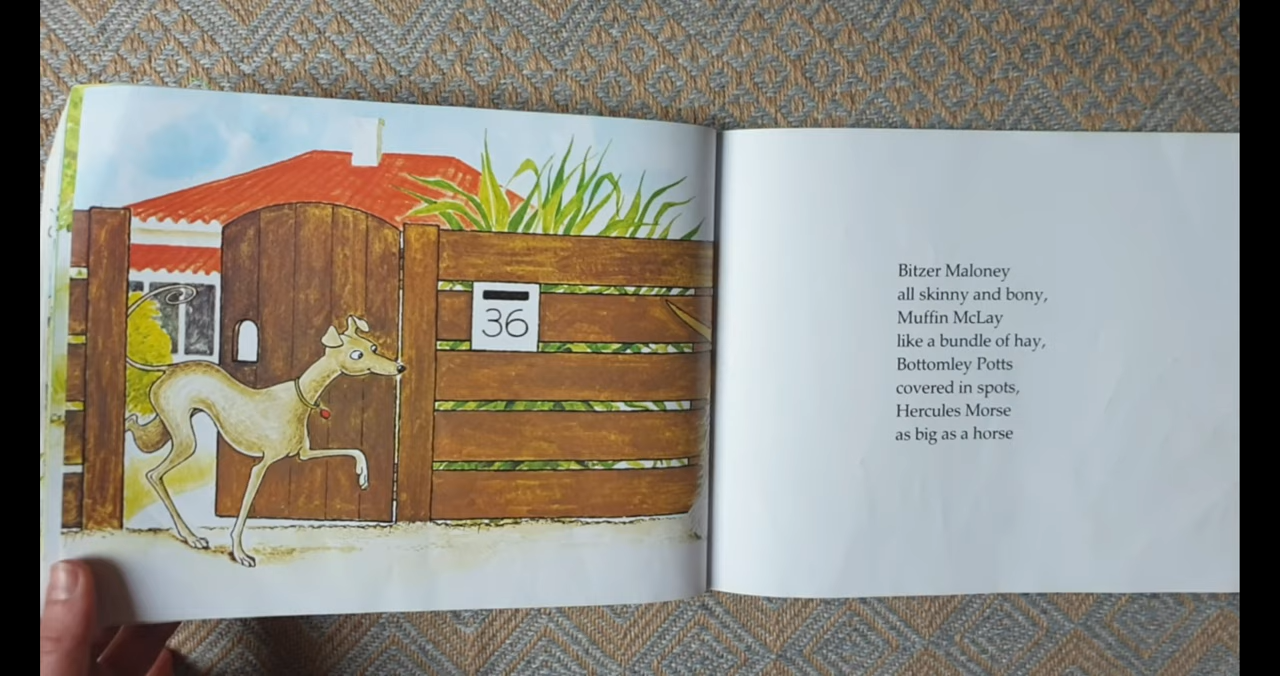 36
Bitzer Maloney
all skinny and bony,
Muffin McLay
like a bundle of hay,
Bottomley Potts
covered in spots,
Hercules Morse
as big as a horse